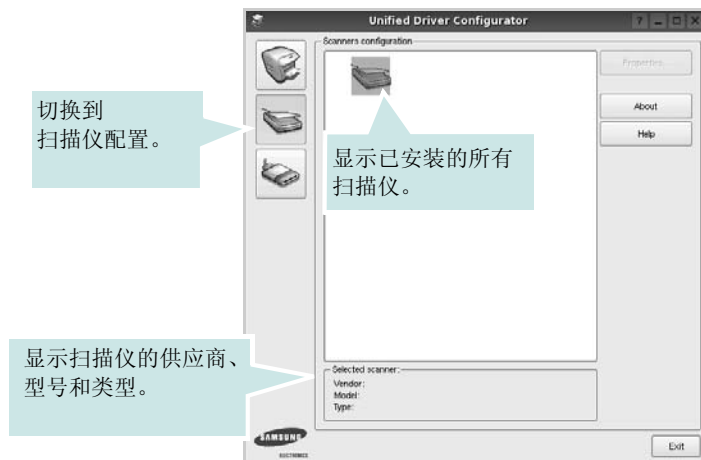 Unified Driver Configurator
Scanners configuration
Properties...
About
Help
切换到
扫描仪配置。
显示已安装的所有
扫描仪。
显示扫描仪的供应商、
型号和类型。
Selected scanner:
Vendor:
Model:
Type:
SAMSUNG
ELECTRONICS
Exit